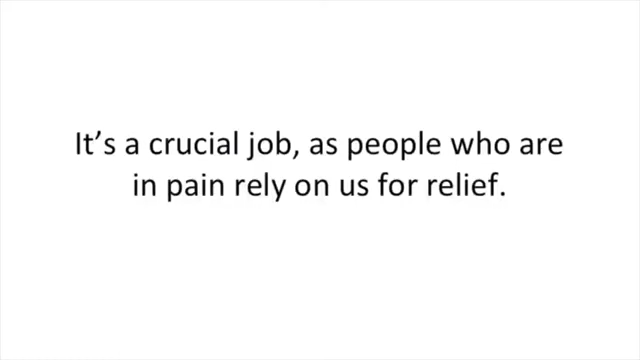 It’s a crucial job, as people who are
in pain rely on us for relief.